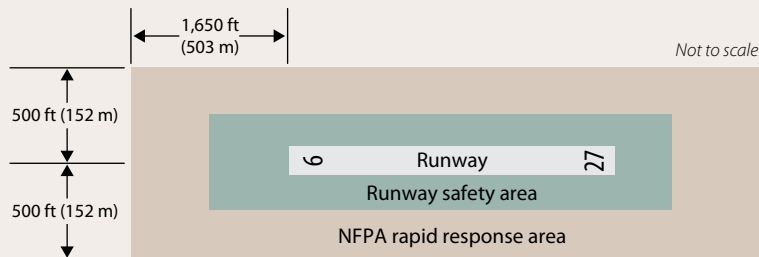 1,650 ft
(503 m)
Not to scale
500 ft (152 m)
9 Runway 27
Runway safety area
500 ft (152 m)
NFPA rapid response area